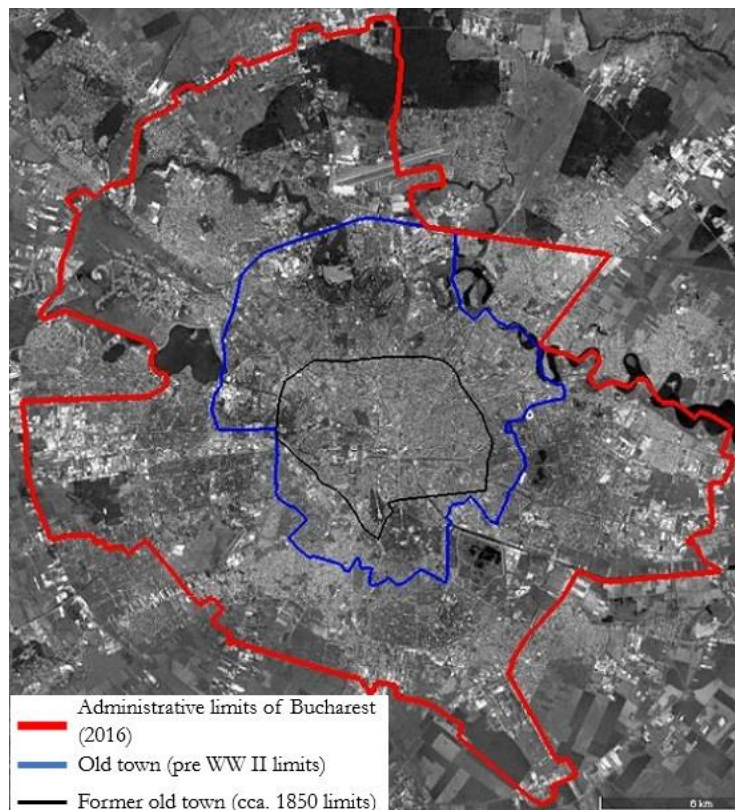 6 km
Administrative limits of Bucharest
(2016)
Old town (pre WW II limits)
Former old town (cca. 1850 limits)